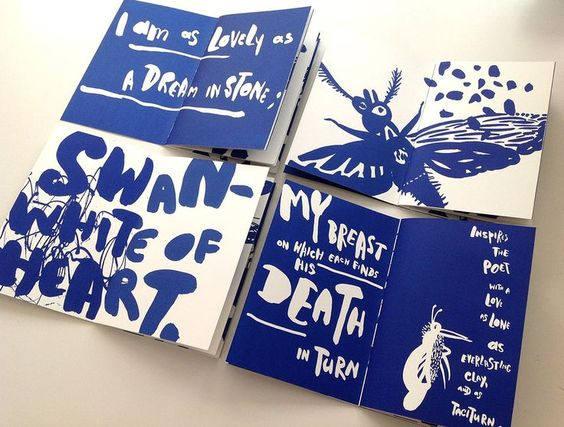 I am as LOVELY as
A DREAM IN STONE,
SWAN-
WHITE OF
HEART.
MY BREAST
ON WHICH EACH FINDS
HIS
DEATH
IN TURN
INSPIRES
THE
POET
WITH A
LOVE
AS LONE
as
EVERLASTING
CLAY,
AND AS
TACITURN.